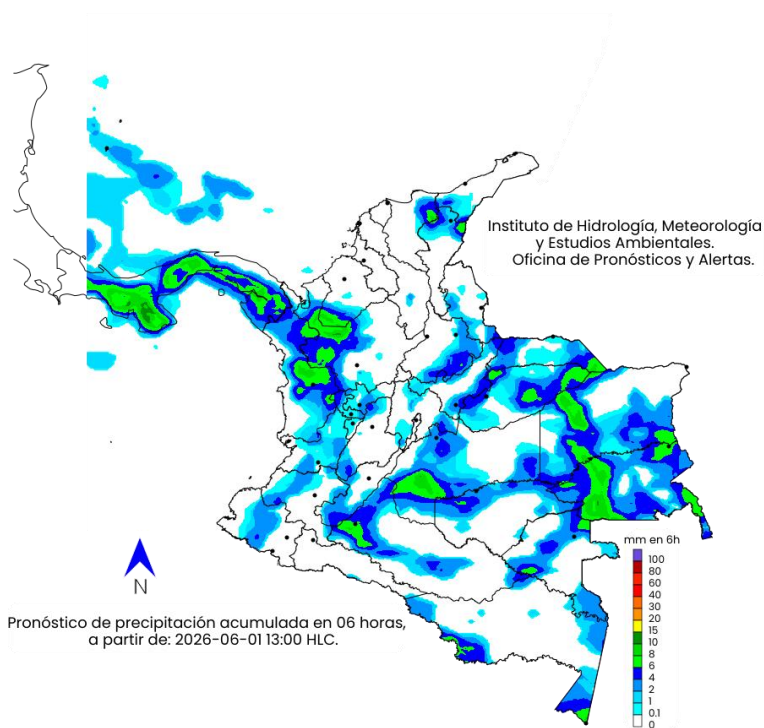 Instituto de Hidrología, Meteorología
y Estudios Ambientales.
Oficina de Pronósticos y Alertas.
N
Pronóstico de precipitación acumulada en 06 horas,
a partir de: 2026-06-01 13:00 HLC.
mm en 6h
100
80
60
40
30
20
15
10
8
6
4
2
1
0.1
0